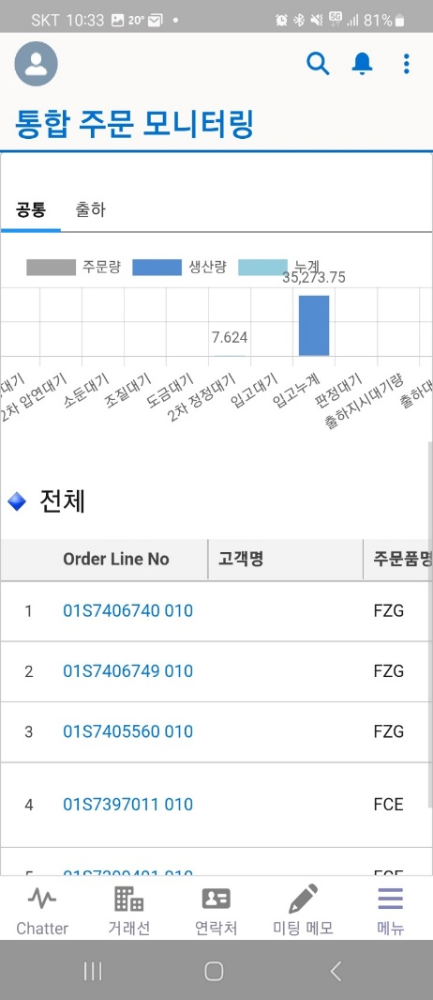 SKT 10:33 20° 5G 81%
통합 주문 모니터링
공통 출하
주문량 생산량 누계
35,273.75
7.624
대기 2차 압연대기 소둔대기 조질대기 도금대기 2차 정정대기 입고대기 입고누계 판정대기 출하지시대기량 출하대
전체
Order Line No 고객명 주문품명
1 01S7406740 010 FZG
2 01S7406749 010 FZG
3 01S7405560 010 FZG
4 01S7397011 010 FCE
Chatter 거래선 연락처 미팅 메모 메뉴